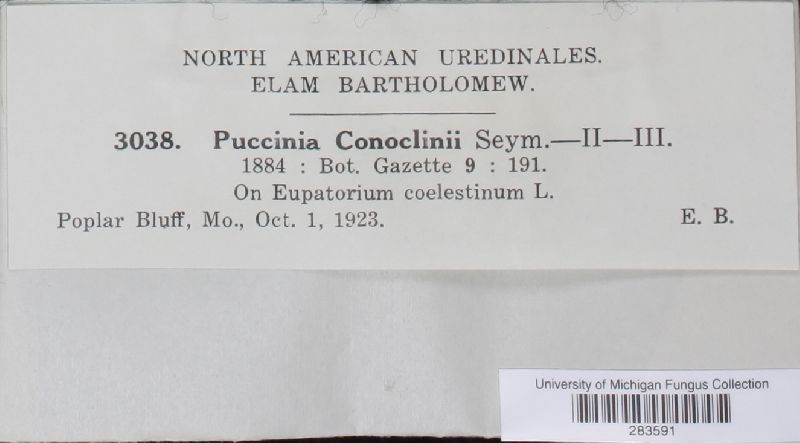 NORTH AMERICAN UREDINALES.
ELAM BARTHOLOMEW.
3038. Puccinia Conoclinii Seym.—II—III.
1884 : Bot. Gazette 9 : 191.
On Eupatorium coelestinum L.
Poplar Bluff, Mo., Oct. 1, 1923. E. B.
University of Michigan Fungus Collection
283591